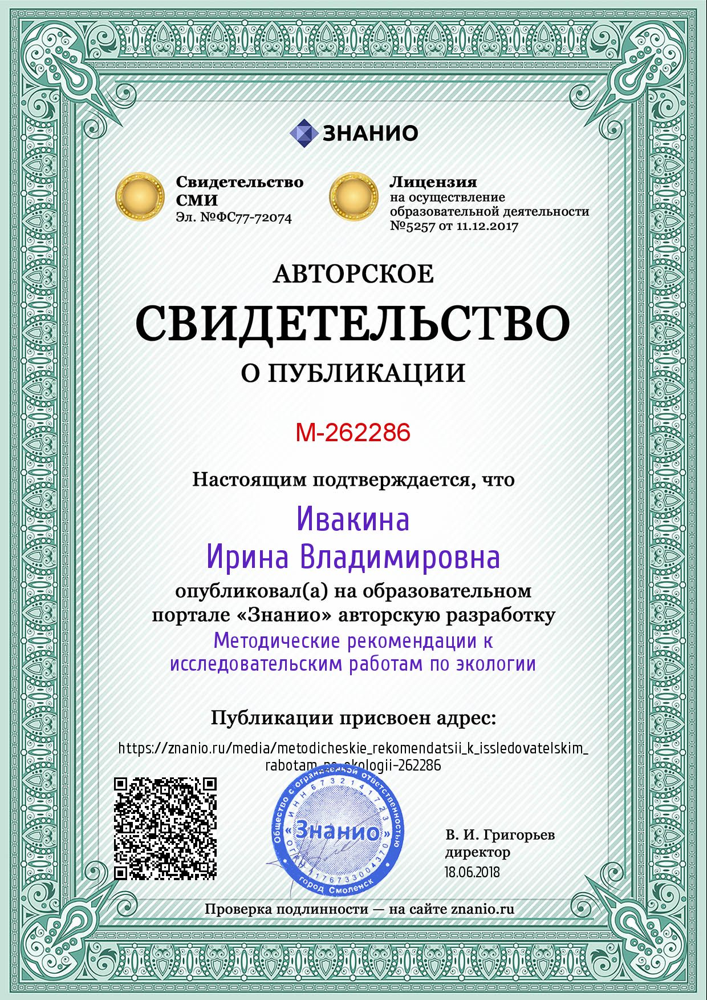 ЗНАНИО
Свидетельство
СМИ
Эл. №ФС77-72074
Лицензия
на осуществление
образовательной деятельности
№5257 от 11.12.2017
АВТОРСКОЕ
СВИДЕТЕЛЬСТВО
О ПУБЛИКАЦИИ
М-262286
Настоящим подтверждается, что
Ивакина
Ирина Владимировна
опубликовал(а) на образовательном
портале «Знанио» авторскую разработку
Методические рекомендации к
исследовательским работам по экологии
Публикации присвоен адрес:
https://znanio.ru/media/metodicheskie_rekomendatsii_k_issledovatelskim_
rabotam_po_ekologii-262286
Общество с ограниченной ответственностью
ИНН 6732141723
«Знанио»
ОГРН 1176733004370
город Смоленск
В. И. Григорьев
директор
18.06.2018
Проверка подлинности — на сайте znanio.ru